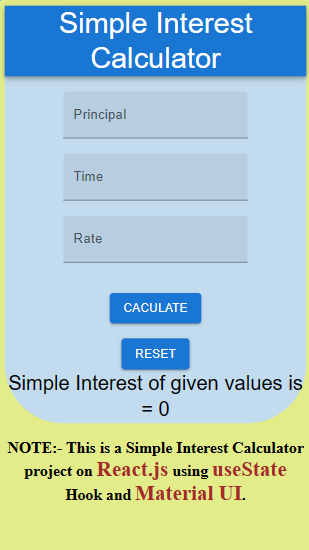 Simple Interest
Calculator
Principal
Time
Rate
CACULATE
RESET
Simple Interest of given values is
= 0
NOTE:- This is a Simple Interest Calculator
project on React.js using useState
Hook and Material UI.